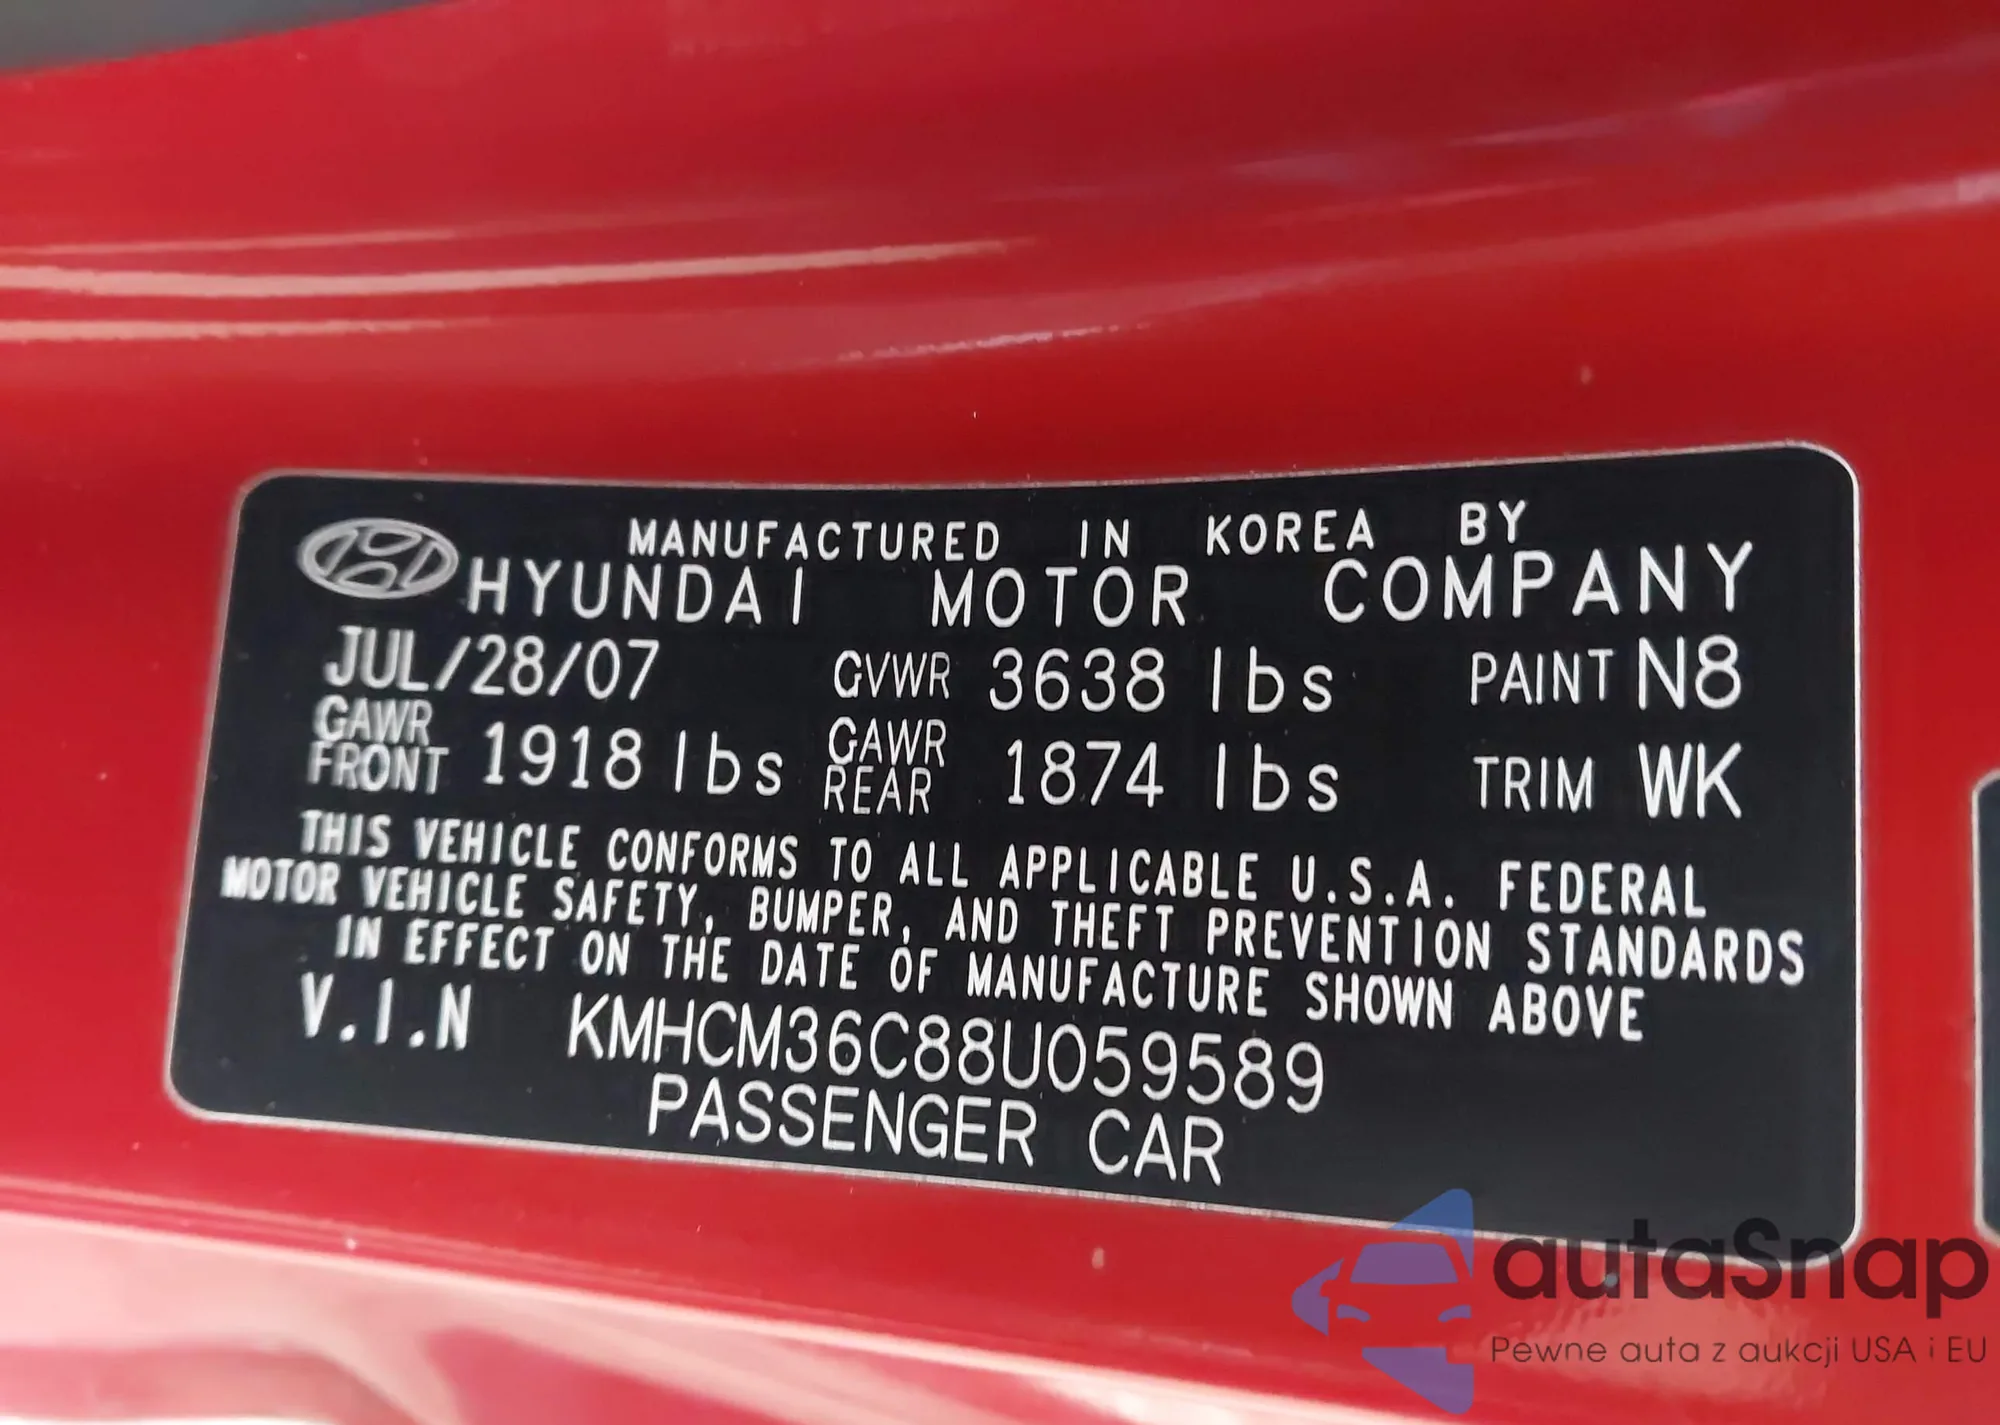 MANUFACTURED IN KOREA BY
HYUNDAI MOTOR COMPANY
JUL/28/07 GVWR 3638 lbs PAINT N8
GAWR FRONT 1918 lbs GAWR REAR 1874 lbs TRIM WK
THIS VEHICLE CONFORMS TO ALL APPLICABLE U.S.A. FEDERAL
MOTOR VEHICLE SAFETY, BUMPER, AND THEFT PREVENTION STANDARDS
IN EFFECT ON THE DATE OF MANUFACTURE SHOWN ABOVE
V.I.N KMHCM36C88U059589
PASSENGER CAR
autaSnap
Pewne auta z aukcji USA i EU